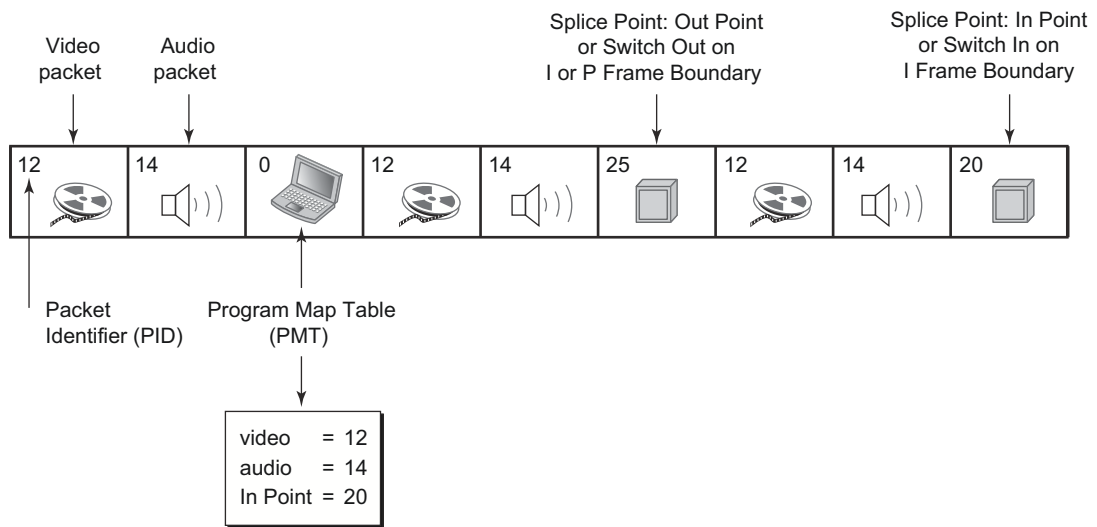 Video
packet
Audio
packet
Splice Point: Out Point
or Switch Out on
I or P Frame Boundary
Splice Point: In Point
or Switch In on
I Frame Boundary
12
14
0
12
14
25
12
14
20
Packet
Identifier (PID)
Program Map Table
(PMT)
video = 12
audio = 14
In Point = 20